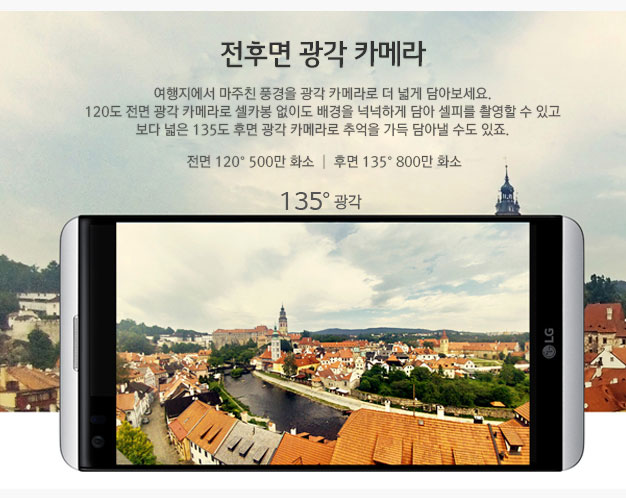 전후면 광각 카메라
여행지에서 마주친 풍경을 광각 카메라로 더 넓게 담아보세요.
120도 전면 광각 카메라로 셀카봉 없이도 배경을 넉넉하게 담아 셀피를 촬영할 수 있고
보다 넓은 135도 후면 광각 카메라로 추억을 가득 담아낼 수도 있죠.
전면 120° 500만 화소 | 후면 135° 800만 화소
135° 광각
LG